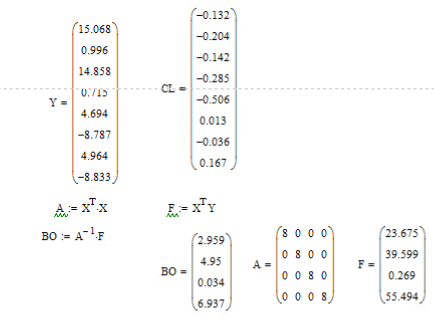 Y = (15.068 0.996 14.858 0.715 4.694 −8.787 4.964 −8.833)
CL = (−0.132 −0.204 −0.142 −0.285 −0.506 0.013 −0.036 0.167)
A := Xᵀ·X
F := XᵀY
BO := A⁻¹·F
BO = (2.959 4.95 0.034 6.937)
A = (8 0 0 0 0 8 0 0 0 0 8 0 0 0 0 8)
F = (23.675 39.599 0.269 55.494)